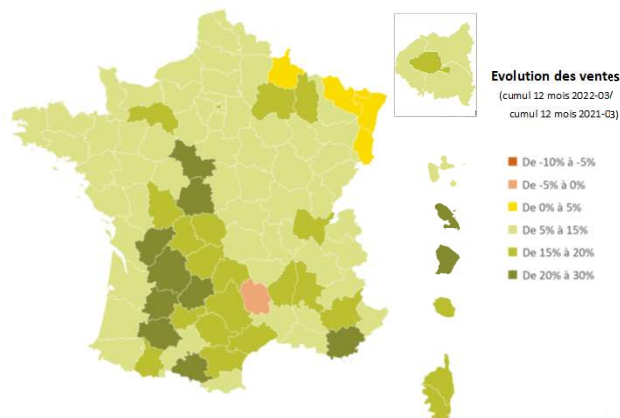 Evolution des ventes
(cumul 12 mois 2022-03/
cumul 12 mois 2021-03)
De -10% à -5%
De -5% à 0%
De 0% à 5%
De 5% à 15%
De 15% à 20%
De 20% à 30%